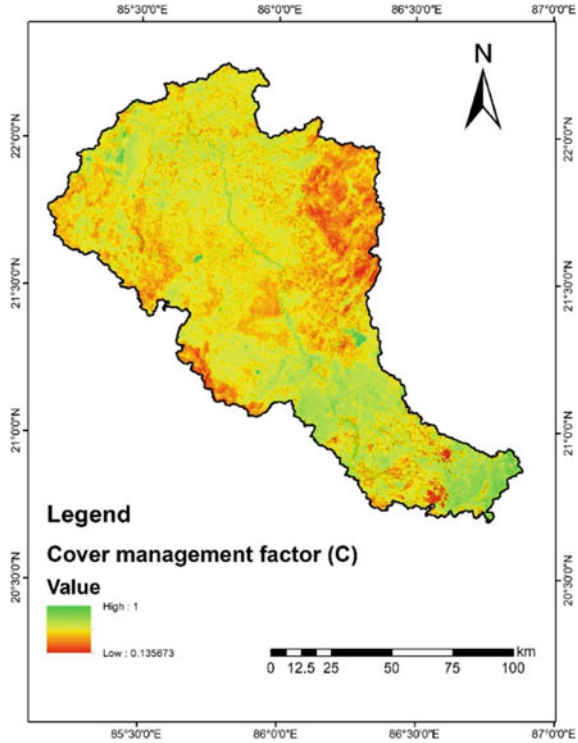 85°30'0"E 86°0'0"E 86°30'0"E 87°0'0"E
N
22°0'0"N 22°0'0"N
21°30'0"N 21°30'0"N
21°0'0"N 21°0'0"N
20°30'0"N 20°30'0"N
Legend
Cover management factor (C)
Value
High : 1
Low : 0.135673
km
0 12.5 25 50 75 100
85°30'0"E 86°0'0"E 86°30'0"E 87°0'0"E